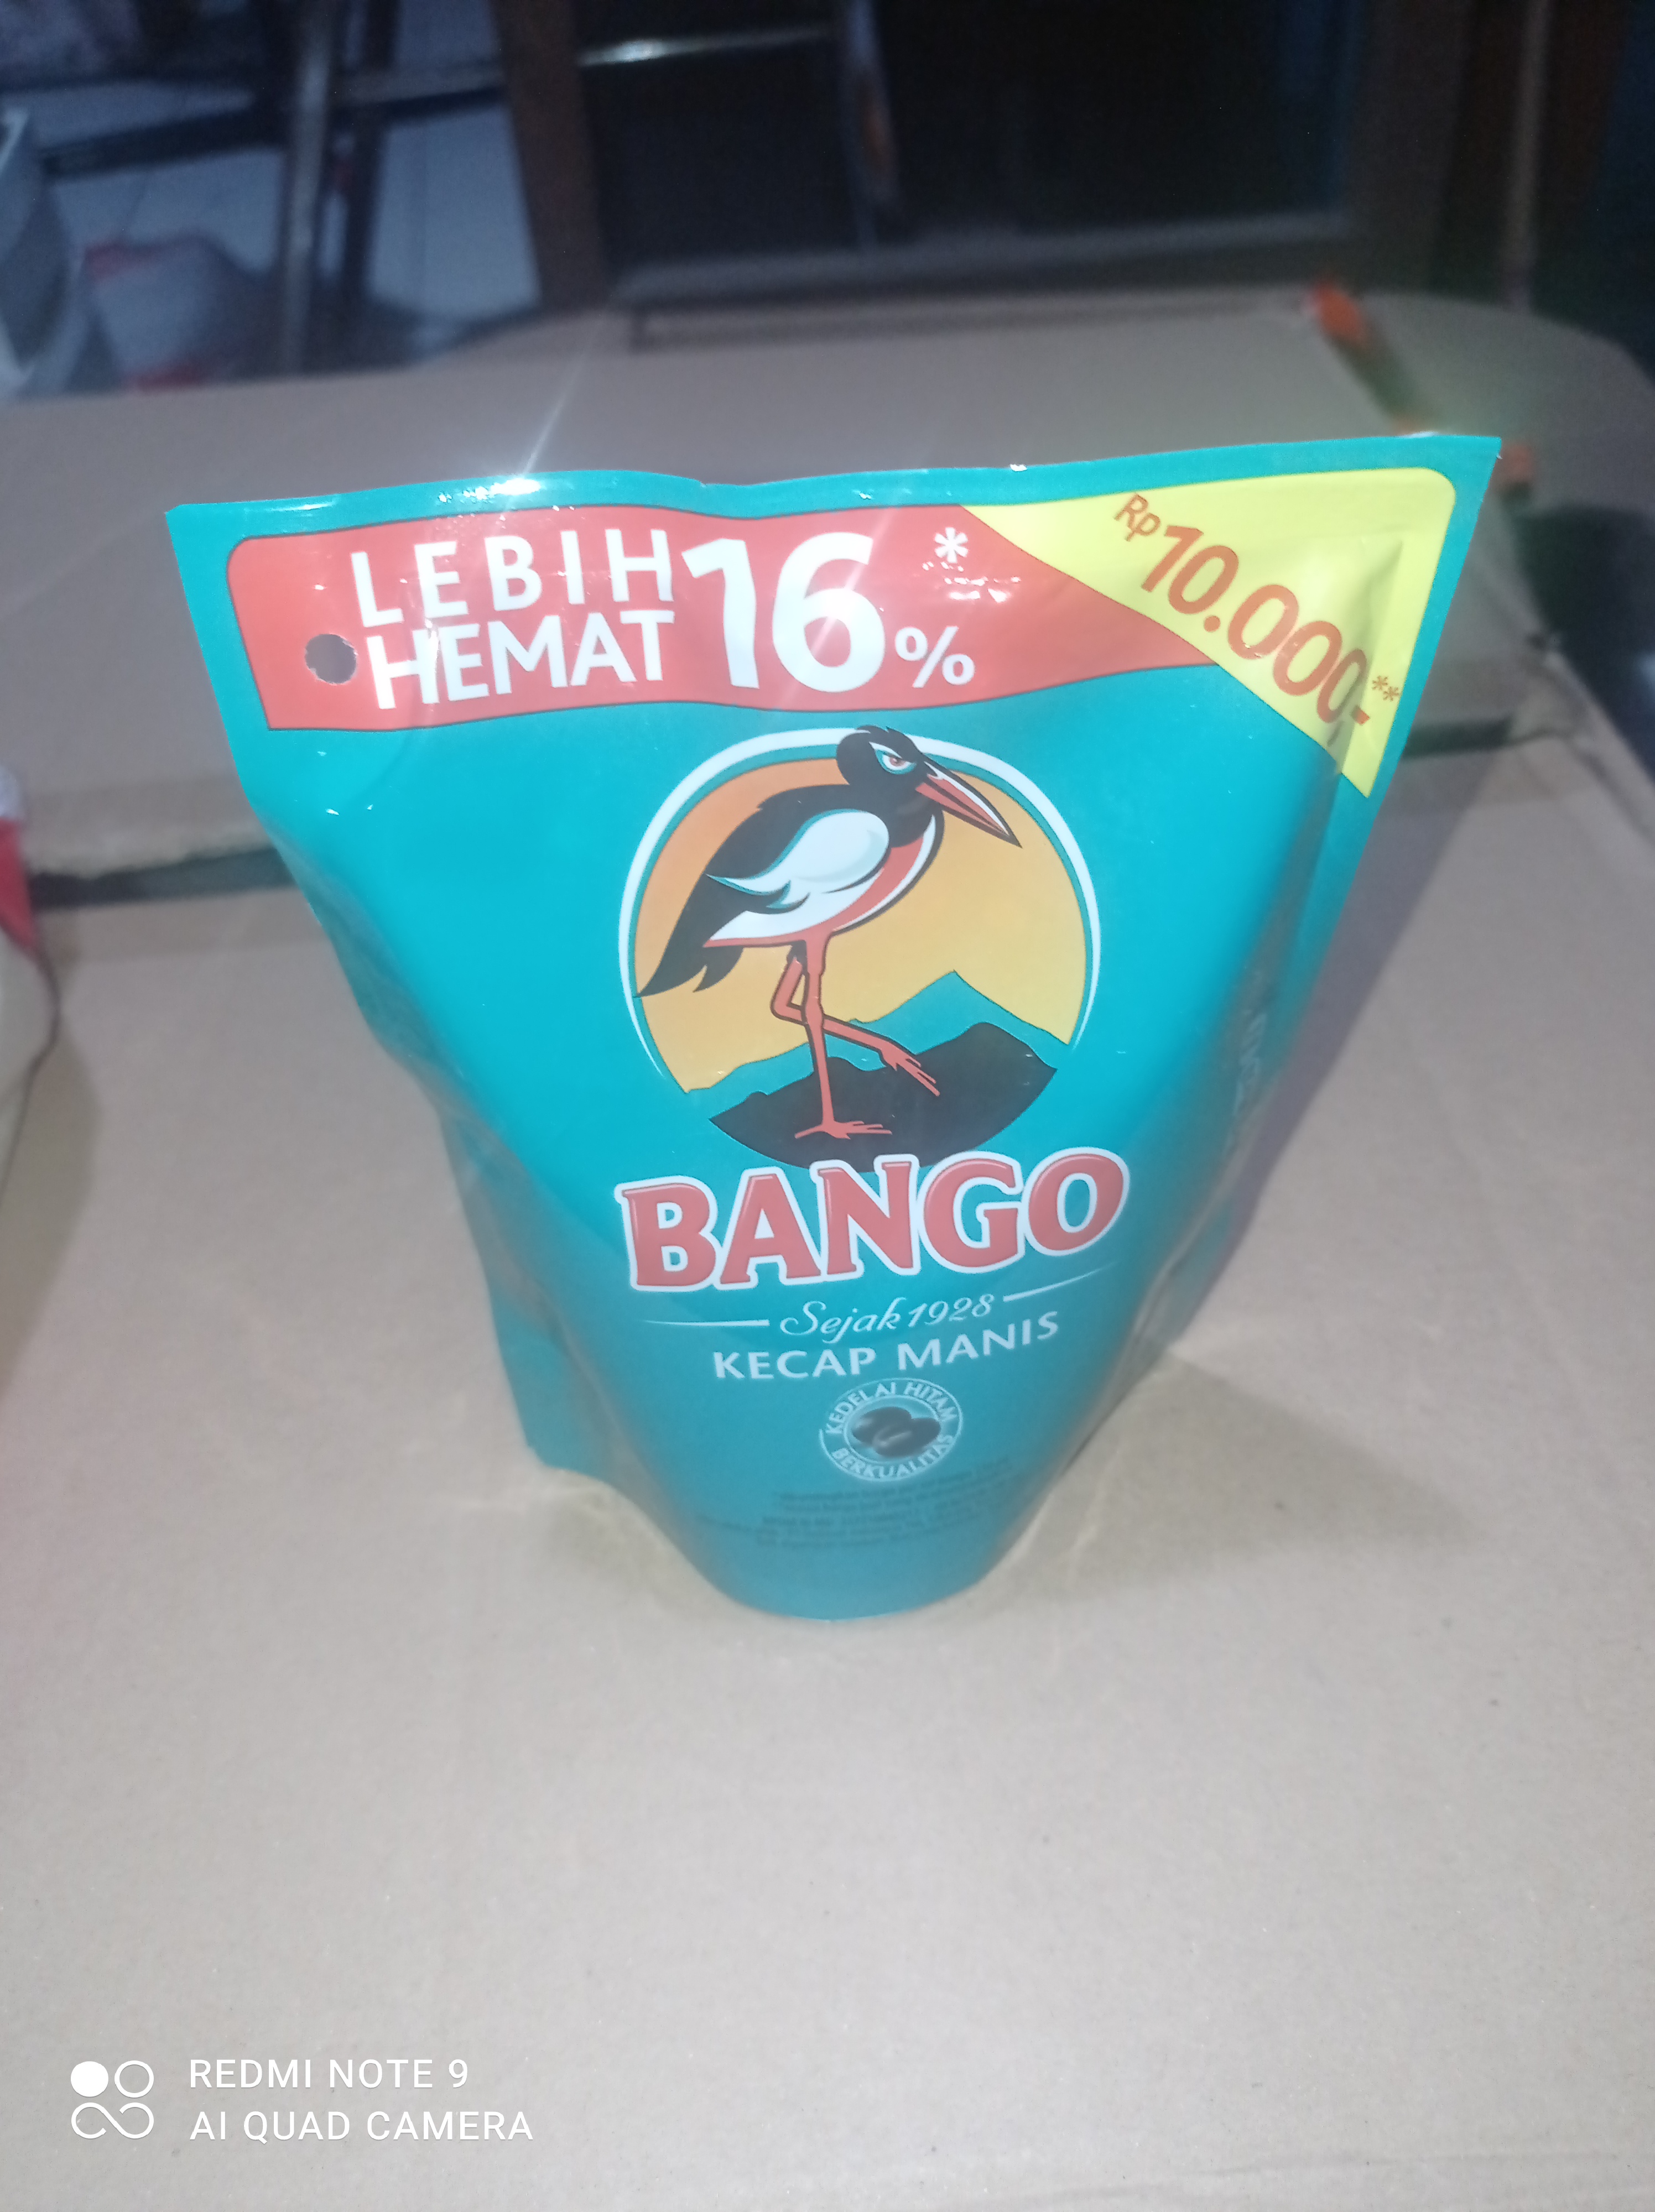 LEBIH
HEMAT 16%*
Rp10.000,-**
BANGO
Sejak 1928
KECAP MANIS
KEDELAI HITAM
BERKUALITAS
REDMI NOTE 9
AI QUAD CAMERA